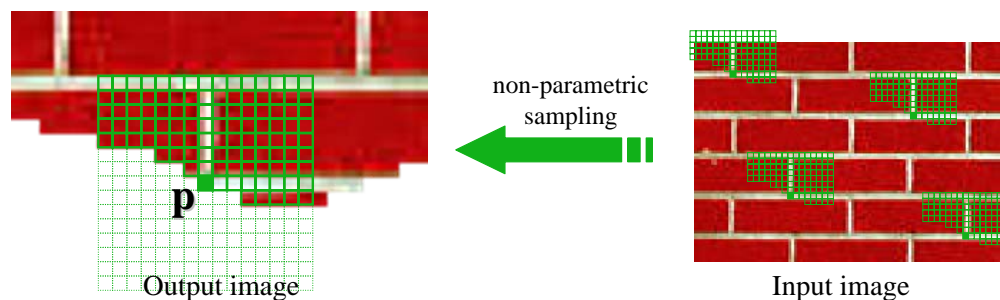 non-parametric
sampling
p
Output image
Input image